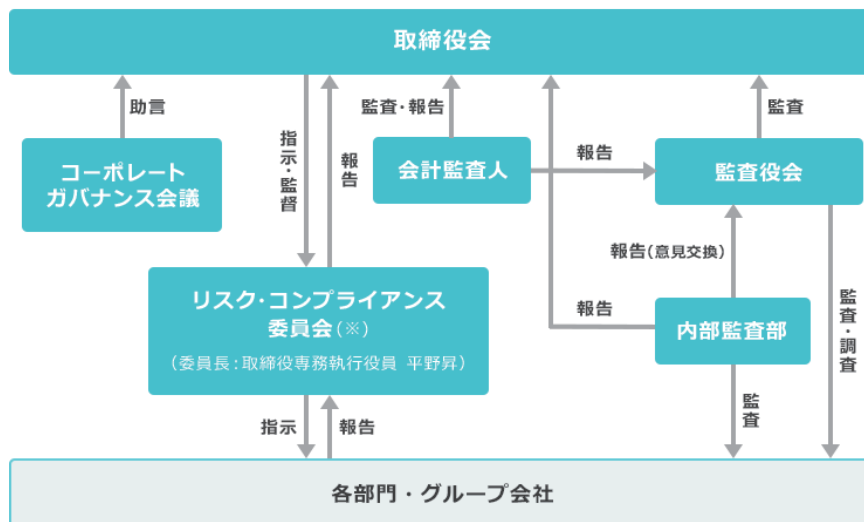 取締役会
助言
指示・監督
報告
監査・報告
報告
監査
コーポレート
ガバナンス会議
会計監査人
監査役会
報告(意見交換)
リスク・コンプライアンス
委員会(※)
(委員長:取締役専務執行役員 平野昇)
報告
内部監査部
監査・調査
指示
報告
監査
各部門・グループ会社